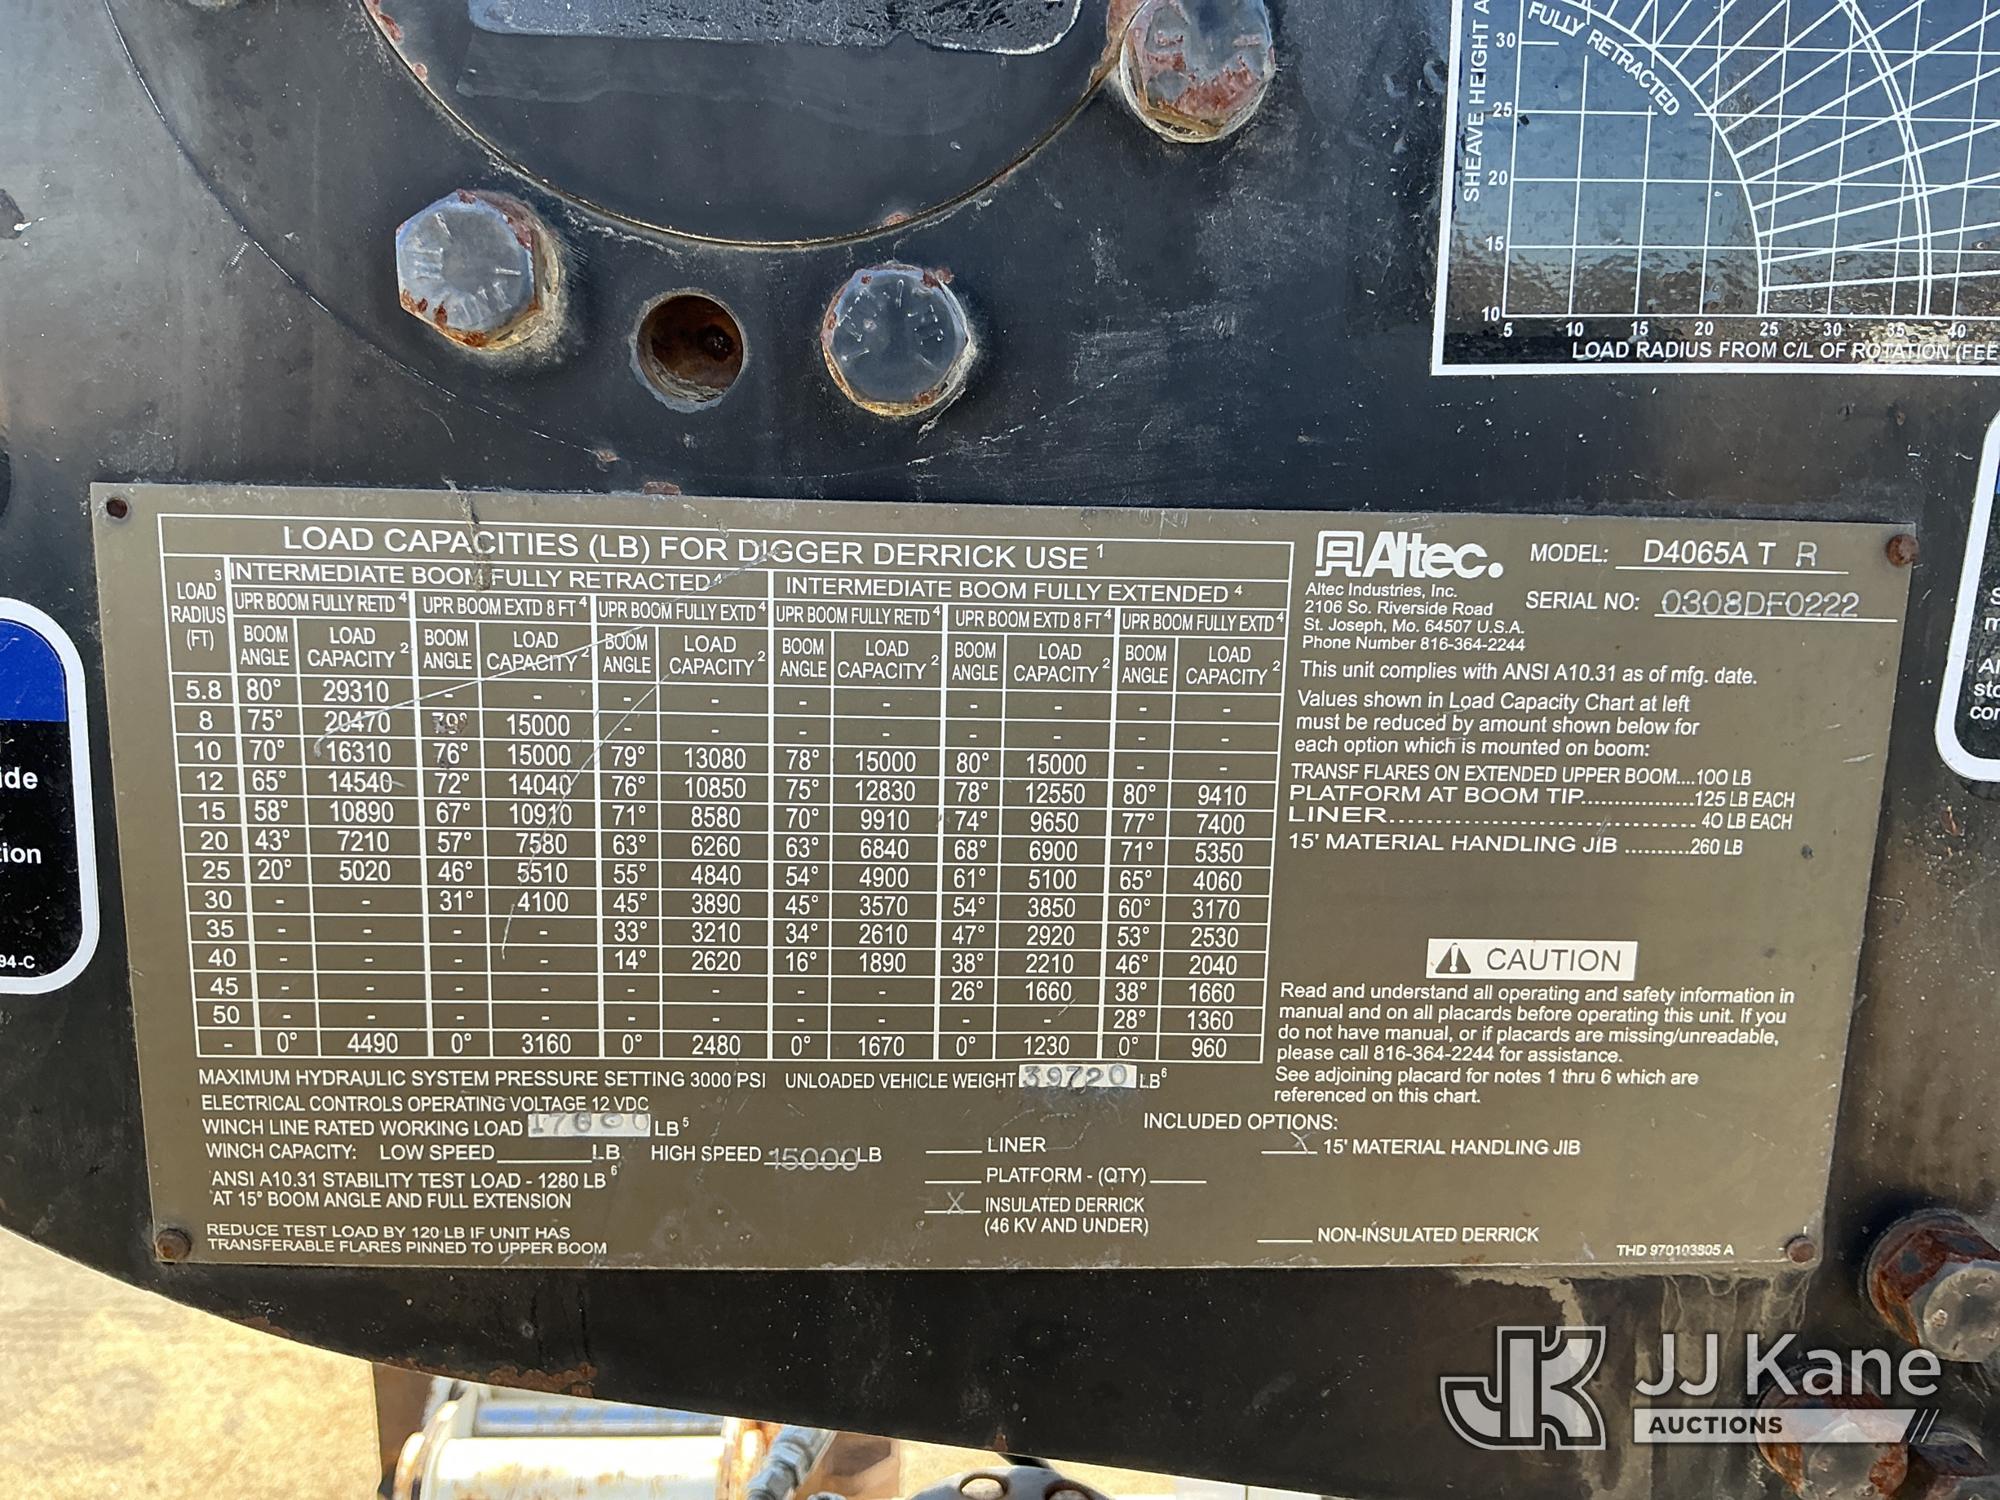 SHEAVE HEIGHT A
FULLY RETRACTED
30
25
20
15
10
5 10 15 20 25 30 35 40
LOAD RADIUS FROM C/L OF ROTATION (FEE
LOAD CAPACITIES (LB) FOR DIGGER DERRICK USE 1
LOAD 3 RADIUS (FT)
INTERMEDIATE BOOM FULLY RETRACTED 4 INTERMEDIATE BOOM FULLY EXTENDED 4
UPR BOOM FULLY RETD 4 UPR BOOM EXTD 8 FT 4 UPR BOOM FULLY EXTD 4 UPR BOOM FULLY RETD 4 UPR BOOM EXTD 8 FT 4 UPR BOOM FULLY EXTD 4
BOOM ANGLE LOAD CAPACITY 2 BOOM ANGLE LOAD CAPACITY 2 BOOM ANGLE LOAD CAPACITY 2 BOOM ANGLE LOAD CAPACITY 2 BOOM ANGLE LOAD CAPACITY 2 BOOM ANGLE LOAD CAPACITY 2
5.8 80° 29310 - - - - - - - - - -
8 75° 20470 79° 15000 - - - - - - - -
10 70° 16310 76° 15000 79° 13080 78° 15000 80° 15000 - -
12 65° 14540 72° 14040 76° 10850 75° 12830 78° 12550 80° 9410
15 58° 10890 67° 10910 71° 8580 70° 9910 74° 9650 77° 7400
20 43° 7210 57° 7580 63° 6260 63° 6840 68° 6900 71° 5350
25 20° 5020 46° 5510 55° 4840 54° 4900 61° 5100 65° 4060
30 - - 31° 4100 45° 3890 45° 3570 54° 3850 60° 3170
35 - - - - 33° 3210 34° 2610 47° 2920 53° 2530
40 - - - - 14° 2620 16° 1890 38° 2210 46° 2040
45 - - - - - - - - 26° 1660 38° 1660
50 - - - - - - - - - - 28° 1360
- 0° 4490 0° 3160 0° 2480 0° 1670 0° 1230 0° 960
MAXIMUM HYDRAULIC SYSTEM PRESSURE SETTING 3000 PSI UNLOADED VEHICLE WEIGHT 39720 LB 6
ELECTRICAL CONTROLS OPERATING VOLTAGE 12 VDC
WINCH LINE RATED WORKING LOAD LB 5
WINCH CAPACITY: LOW SPEED LB HIGH SPEED 15000 LB
ANSI A10.31 STABILITY TEST LOAD - 1280 LB 6
AT 15° BOOM ANGLE AND FULL EXTENSION
REDUCE TEST LOAD BY 120 LB IF UNIT HAS
TRANSFERABLE FLARES PINNED TO UPPER BOOM
INCLUDED OPTIONS:
LINER
X 15' MATERIAL HANDLING JIB
PLATFORM - (QTY)
X INSULATED DERRICK
(46 KV AND UNDER)
NON-INSULATED DERRICK
THD 970103805 A
Altec.
Altec Industries, Inc.
2106 So. Riverside Road
St. Joseph, Mo. 64507 U.S.A.
Phone Number 816-364-2244
MODEL: D4065A T R
SERIAL NO: 0308DF0222
This unit complies with ANSI A10.31 as of mfg. date.
Values shown in Load Capacity Chart at left
must be reduced by amount shown below for
each option which is mounted on boom:
TRANSF FLARES ON EXTENDED UPPER BOOM....100 LB
PLATFORM AT BOOM TIP.................125 LB EACH
LINER................................40 LB EACH
15' MATERIAL HANDLING JIB ..........260 LB
CAUTION
Read and understand all operating and safety information in
manual and on all placards before operating this unit. If you
do not have manual, or if placards are missing/unreadable,
please call 816-364-2244 for assistance.
See adjoining placard for notes 1 thru 6 which are
referenced on this chart.
ide
tion
94-C
S
m
Al
sto
con
JK JJ Kane
AUCTIONS